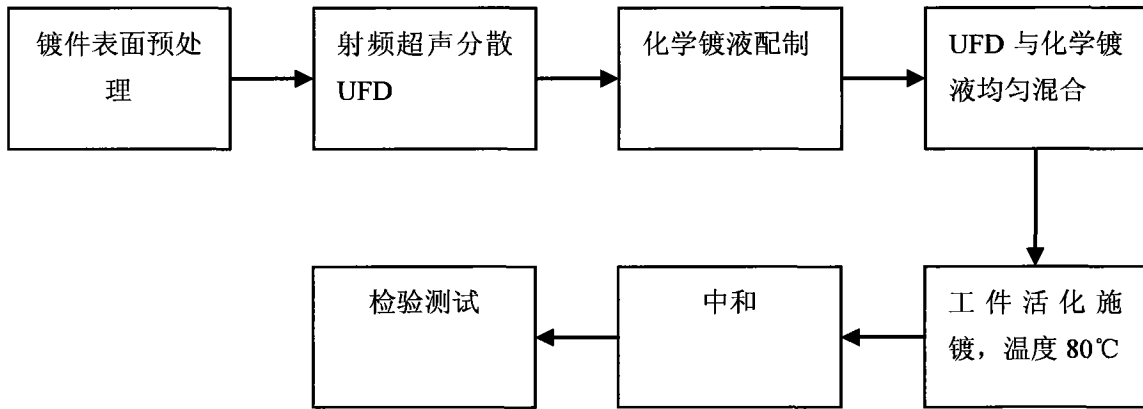 镀件表面预处
理
射频超声分散
UFD
化学镀液配制
UFD 与化学镀
液均匀混合
工件活化施
镀，温度 80℃
中和
检验测试